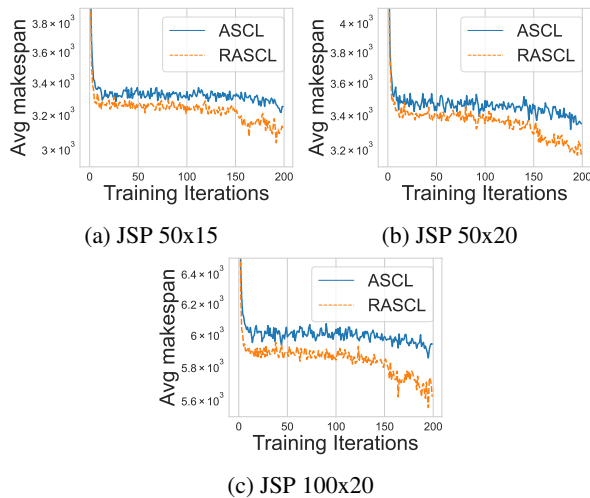 Avg makespan
3.8 × 10³
3.6 × 10³
3.4 × 10³
3.2 × 10³
3 × 10³
ASCL
RASCL
0 50 100 150 200
Training Iterations
(a) JSP 50x15
Avg makespan
4 × 10³
3.8 × 10³
3.6 × 10³
3.4 × 10³
3.2 × 10³
ASCL
RASCL
0 50 100 150 200
Training Iterations
(b) JSP 50x20
Avg makespan
6.4 × 10³
6.2 × 10³
6 × 10³
5.8 × 10³
5.6 × 10³
ASCL
RASCL
0 50 100 150 200
Training Iterations
(c) JSP 100x20